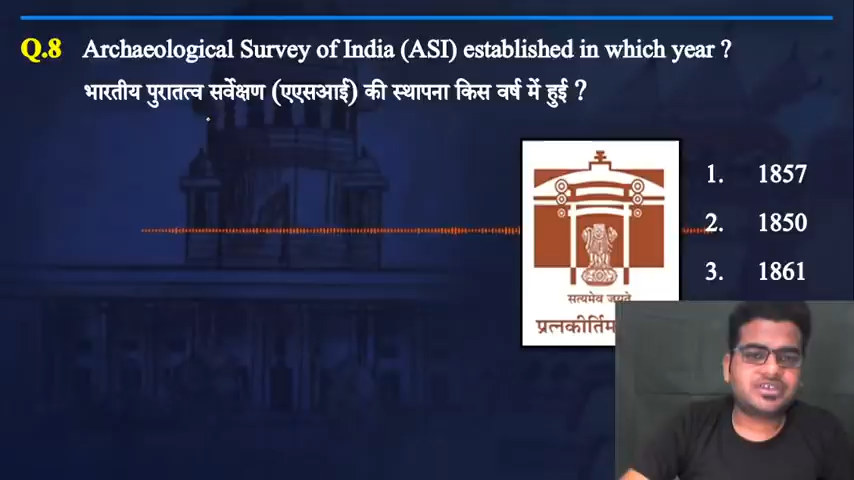 Q.8 Archaeological Survey of India (ASI) established in which year ?
भारतीय पुरातत्व सर्वेक्षण (एएसआई) की स्थापना किस वर्ष में हुई ?
1. 1857
2. 1850
3. 1861
सत्यमेव जयते